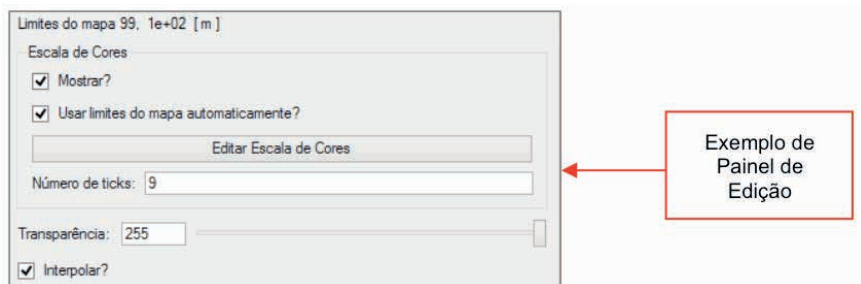 Limites do mapa 99, 1e+02 [ m ]
Escala de Cores
Mostrar?
Usar limites do mapa automaticamente?
Editar Escala de Cores
Número de ticks: 9
Transparência: 255
Interpolar?
Exemplo de
Painel de
Edição